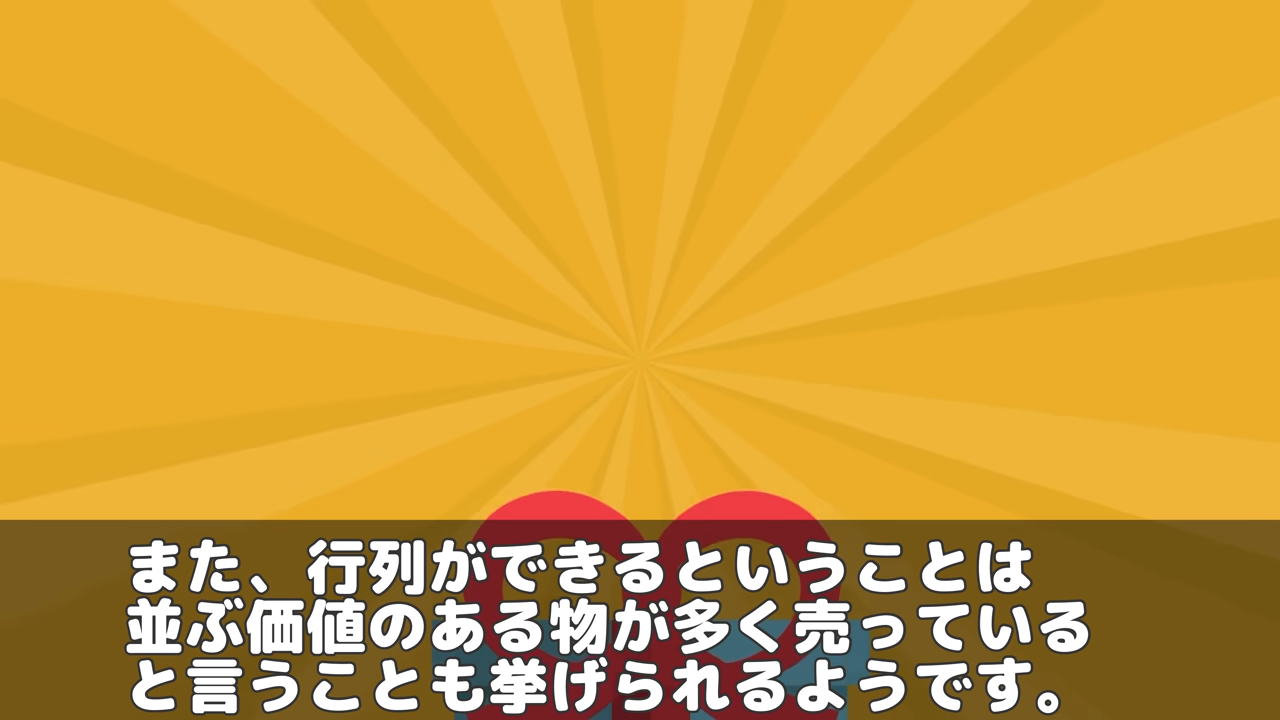 また、行列ができるということは
並ぶ価値のある物が多く売っている
と言うことも挙げられるようです。